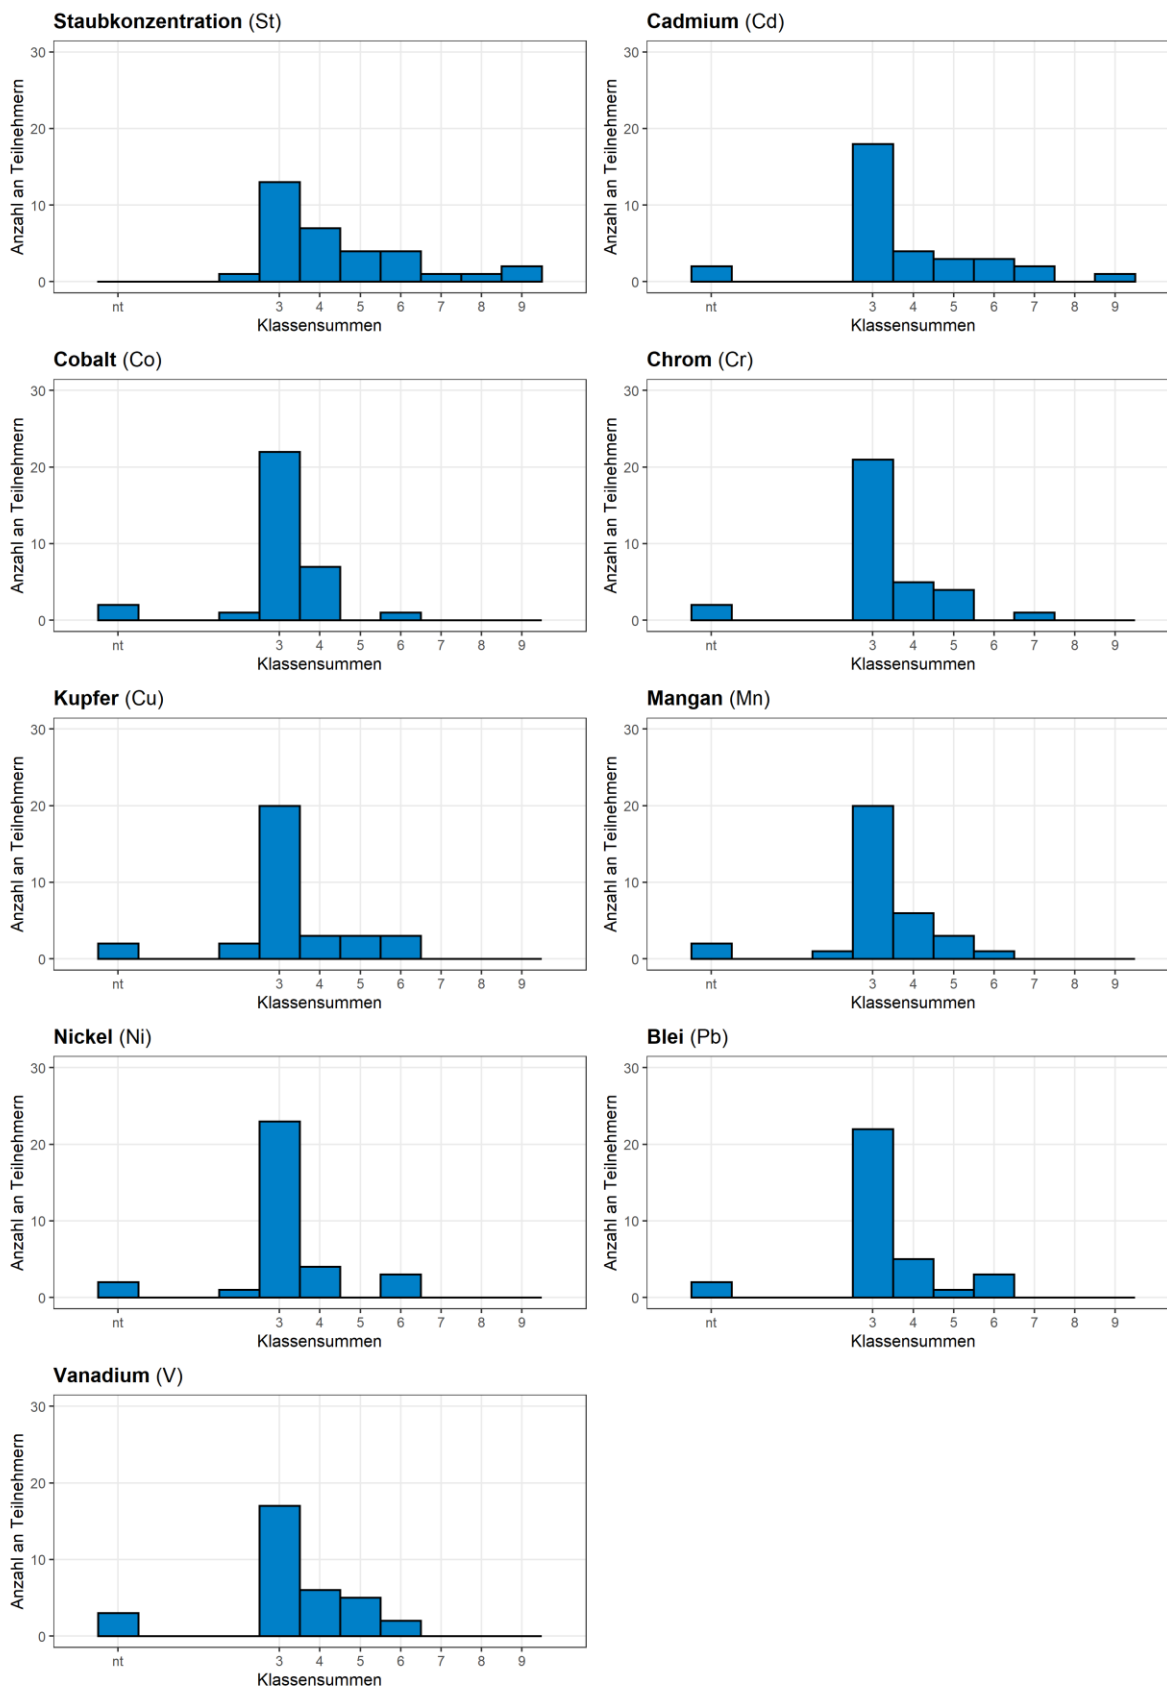 Staubkonzentration (St)
Anzahl an Teilnehmern
30
20
10
0
nt 3 4 5 6 7 8 9
Klassensummen
Cadmium (Cd)
Anzahl an Teilnehmern
30
20
10
0
nt 3 4 5 6 7 8 9
Klassensummen
Cobalt (Co)
Anzahl an Teilnehmern
30
20
10
0
nt 3 4 5 6 7 8 9
Klassensummen
Chrom (Cr)
Anzahl an Teilnehmern
30
20
10
0
nt 3 4 5 6 7 8 9
Klassensummen
Kupfer (Cu)
Anzahl an Teilnehmern
30
20
10
0
nt 3 4 5 6 7 8 9
Klassensummen
Mangan (Mn)
Anzahl an Teilnehmern
30
20
10
0
nt 3 4 5 6 7 8 9
Klassensummen
Nickel (Ni)
Anzahl an Teilnehmern
30
20
10
0
nt 3 4 5 6 7 8 9
Klassensummen
Blei (Pb)
Anzahl an Teilnehmern
30
20
10
0
nt 3 4 5 6 7 8 9
Klassensummen
Vanadium (V)
Anzahl an Teilnehmern
30
20
10
0
nt 3 4 5 6 7 8 9
Klassensummen